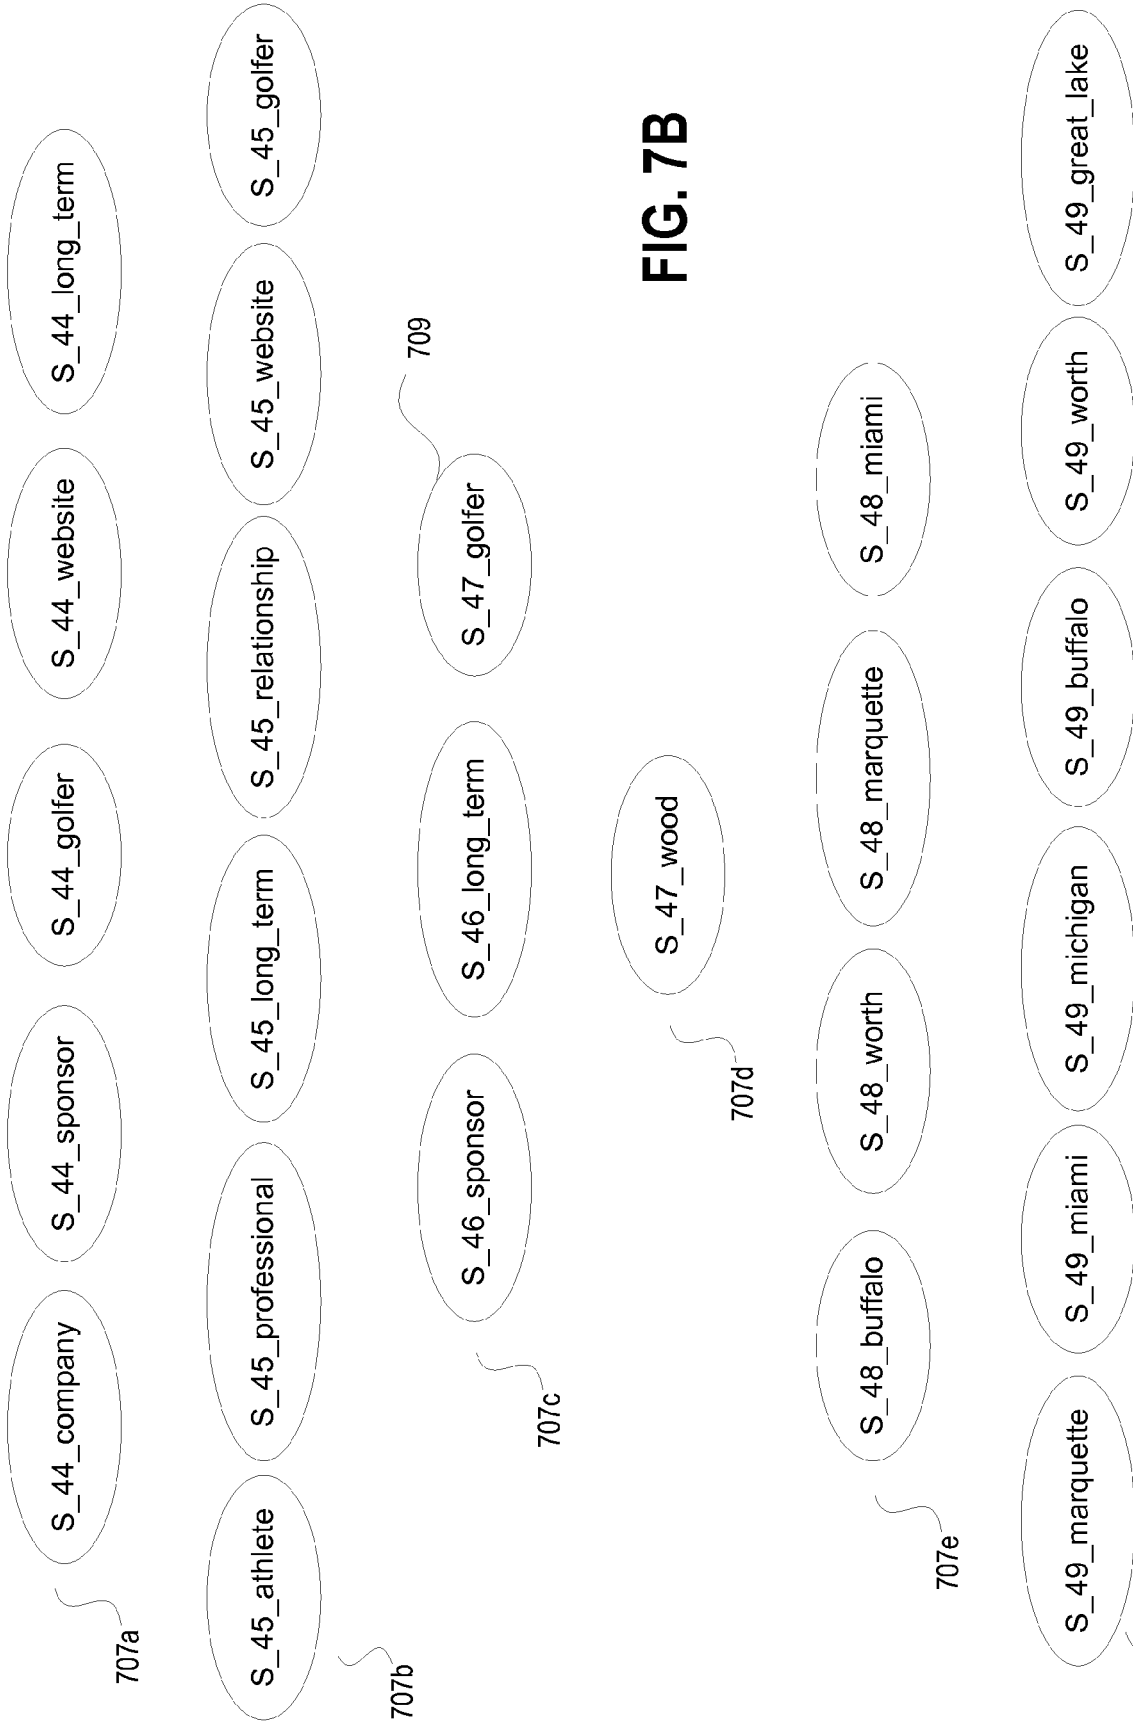 S_44_company S_44_sponsor S_44_golfer S_44_website S_44_long_term
707a
S_45_athlete S_45_professional S_45_long_term S_45_relationship S_45_website S_45_golfer
707b
709
S_46_sponsor S_46_long_term S_47_golfer
707c
S_47_wood
707d
FIG. 7B
S_48_buffalo S_48_worth S_48_marquette S_48_miami
707e
S_49_marquette S_49_miami S_49_michigan S_49_buffalo S_49_worth S_49_great_lake